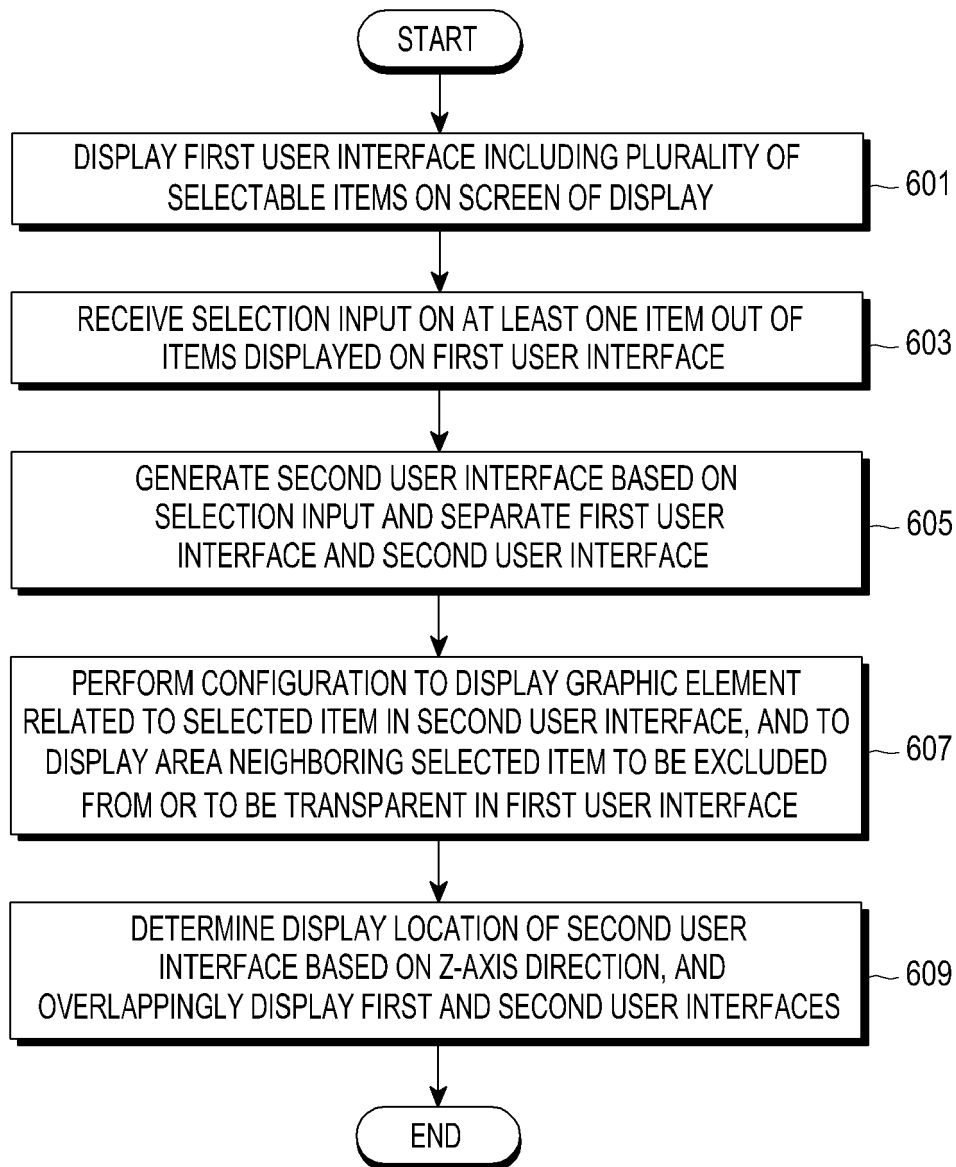 START
DISPLAY FIRST USER INTERFACE INCLUDING PLURALITY OF
SELECTABLE ITEMS ON SCREEN OF DISPLAY
601
RECEIVE SELECTION INPUT ON AT LEAST ONE ITEM OUT OF
ITEMS DISPLAYED ON FIRST USER INTERFACE
603
GENERATE SECOND USER INTERFACE BASED ON
SELECTION INPUT AND SEPARATE FIRST USER
INTERFACE AND SECOND USER INTERFACE
605
PERFORM CONFIGURATION TO DISPLAY GRAPHIC ELEMENT
RELATED TO SELECTED ITEM IN SECOND USER INTERFACE, AND TO
DISPLAY AREA NEIGHBORING SELECTED ITEM TO BE EXCLUDED
FROM OR TO BE TRANSPARENT IN FIRST USER INTERFACE
607
DETERMINE DISPLAY LOCATION OF SECOND USER
INTERFACE BASED ON Z-AXIS DIRECTION, AND
OVERLAPPINGLY DISPLAY FIRST AND SECOND USER INTERFACES
609
END